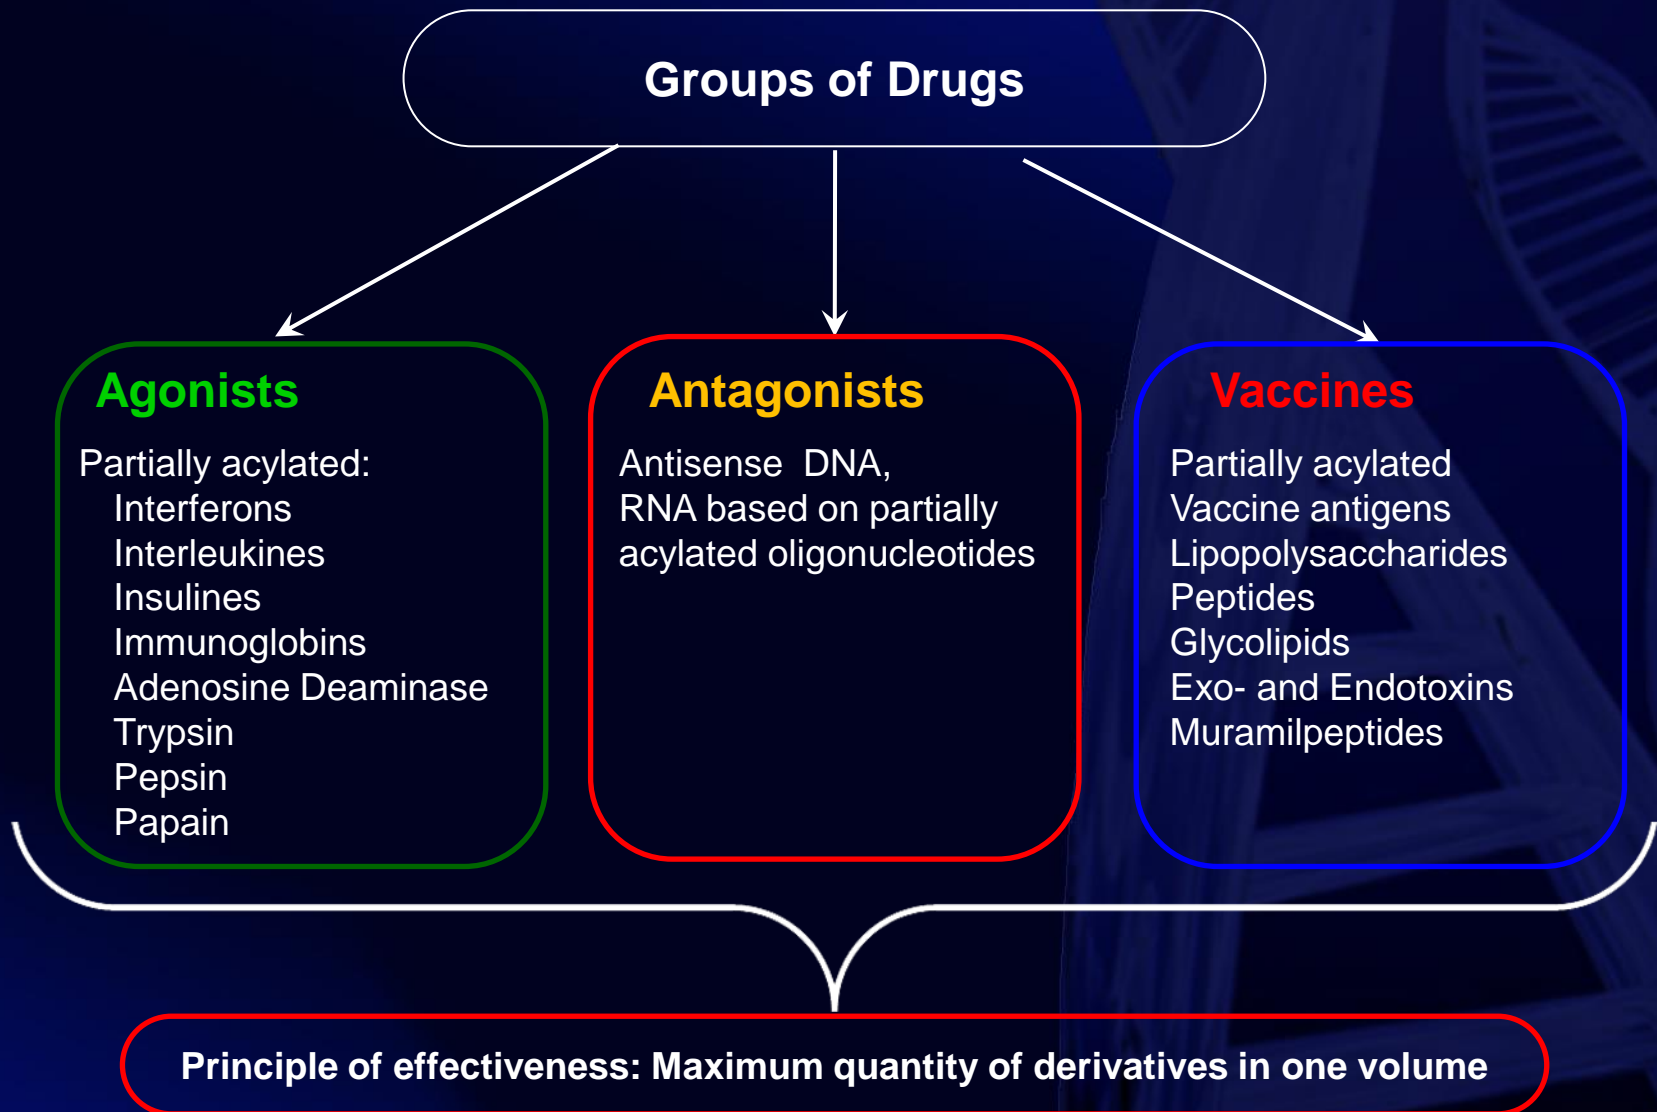 Groups of Drugs
Agonists
Partially acylated:
Interferons
Interleukines
Insulines
Immunoglobins
Adenosine Deaminase
Trypsin
Pepsin
Papain
Antagonists
Antisense DNA,
RNA based on partially
acylated oligonucleotides
Vaccines
Partially acylated
Vaccine antigens
Lipopolysaccharides
Peptides
Glycolipids
Exo- and Endotoxins
Muramilpeptides
Principle of effectiveness: Maximum quantity of derivatives in one volume